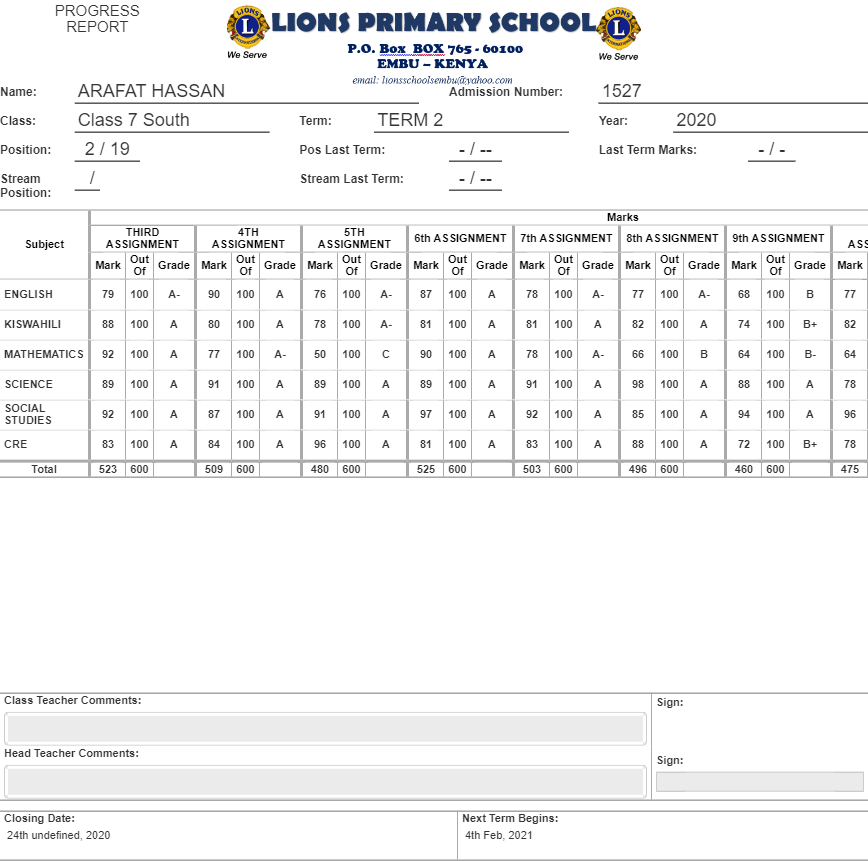 PROGRESS
REPORT
LIONS PRIMARY SCHOOL
We Serve
We Serve
P.O. Box BOX 765 - 60100
EMBU – KENYA
email: lionsschoolsembu@yahoo.com
Name: ARAFAT HASSAN Admission Number: 1527
Class: Class 7 South Term: TERM 2 Year: 2020
Position: 2 / 19 Pos Last Term: - / -- Last Term Marks: - / -
Stream Position: / Stream Last Term: - / --
Marks
Subject THIRD ASSIGNMENT 4TH ASSIGNMENT 5TH ASSIGNMENT 6th ASSIGNMENT 7th ASSIGNMENT 8th ASSIGNMENT 9th ASSIGNMENT ASS
Mark Out Of Grade Mark Out Of Grade Mark Out Of Grade Mark Out Of Grade Mark Out Of Grade Mark Out Of Grade Mark Out Of Grade Mark
ENGLISH 79 100 A- 90 100 A 76 100 A- 87 100 A 78 100 A- 77 100 A- 68 100 B 77
KISWAHILI 88 100 A 80 100 A 78 100 A- 81 100 A 81 100 A 82 100 A 74 100 B+ 82
MATHEMATICS 92 100 A 77 100 A- 50 100 C 90 100 A 78 100 A- 66 100 B 64 100 B- 64
SCIENCE 89 100 A 91 100 A 89 100 A 89 100 A 91 100 A 98 100 A 88 100 A 78
SOCIAL STUDIES 92 100 A 87 100 A 91 100 A 97 100 A 92 100 A 85 100 A 94 100 A 96
CRE 83 100 A 84 100 A 96 100 A 81 100 A 83 100 A 88 100 A 72 100 B+ 78
Total 523 600 509 600 480 600 525 600 503 600 496 600 460 600 475
Class Teacher Comments: Sign:
Head Teacher Comments: Sign:
Closing Date: Next Term Begins:
24th undefined, 2020 4th Feb, 2021